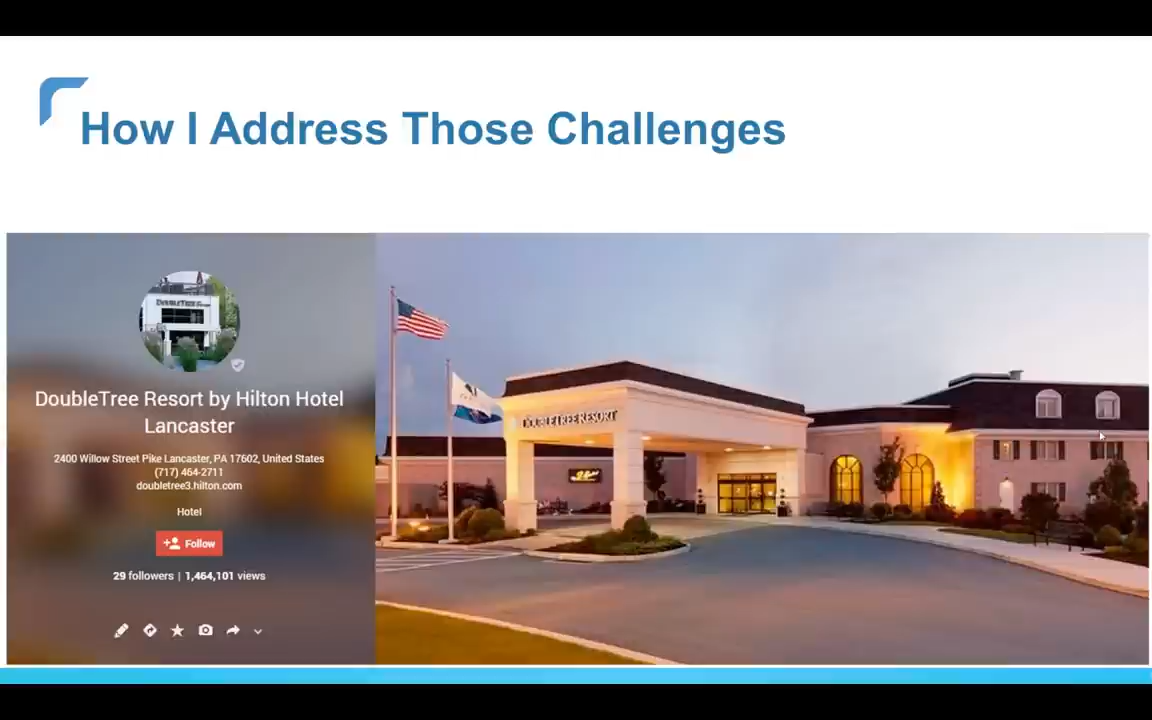 How I Address Those Challenges
DOUBLETREE
DoubleTree Resort by Hilton Hotel
Lancaster
2400 Willow Street Pike Lancaster, PA 17602, United States
(717) 464-2711
doubletree3.hilton.com
Hotel
Follow
29 followers | 1,464,101 views
DOUBLETREE RESORT